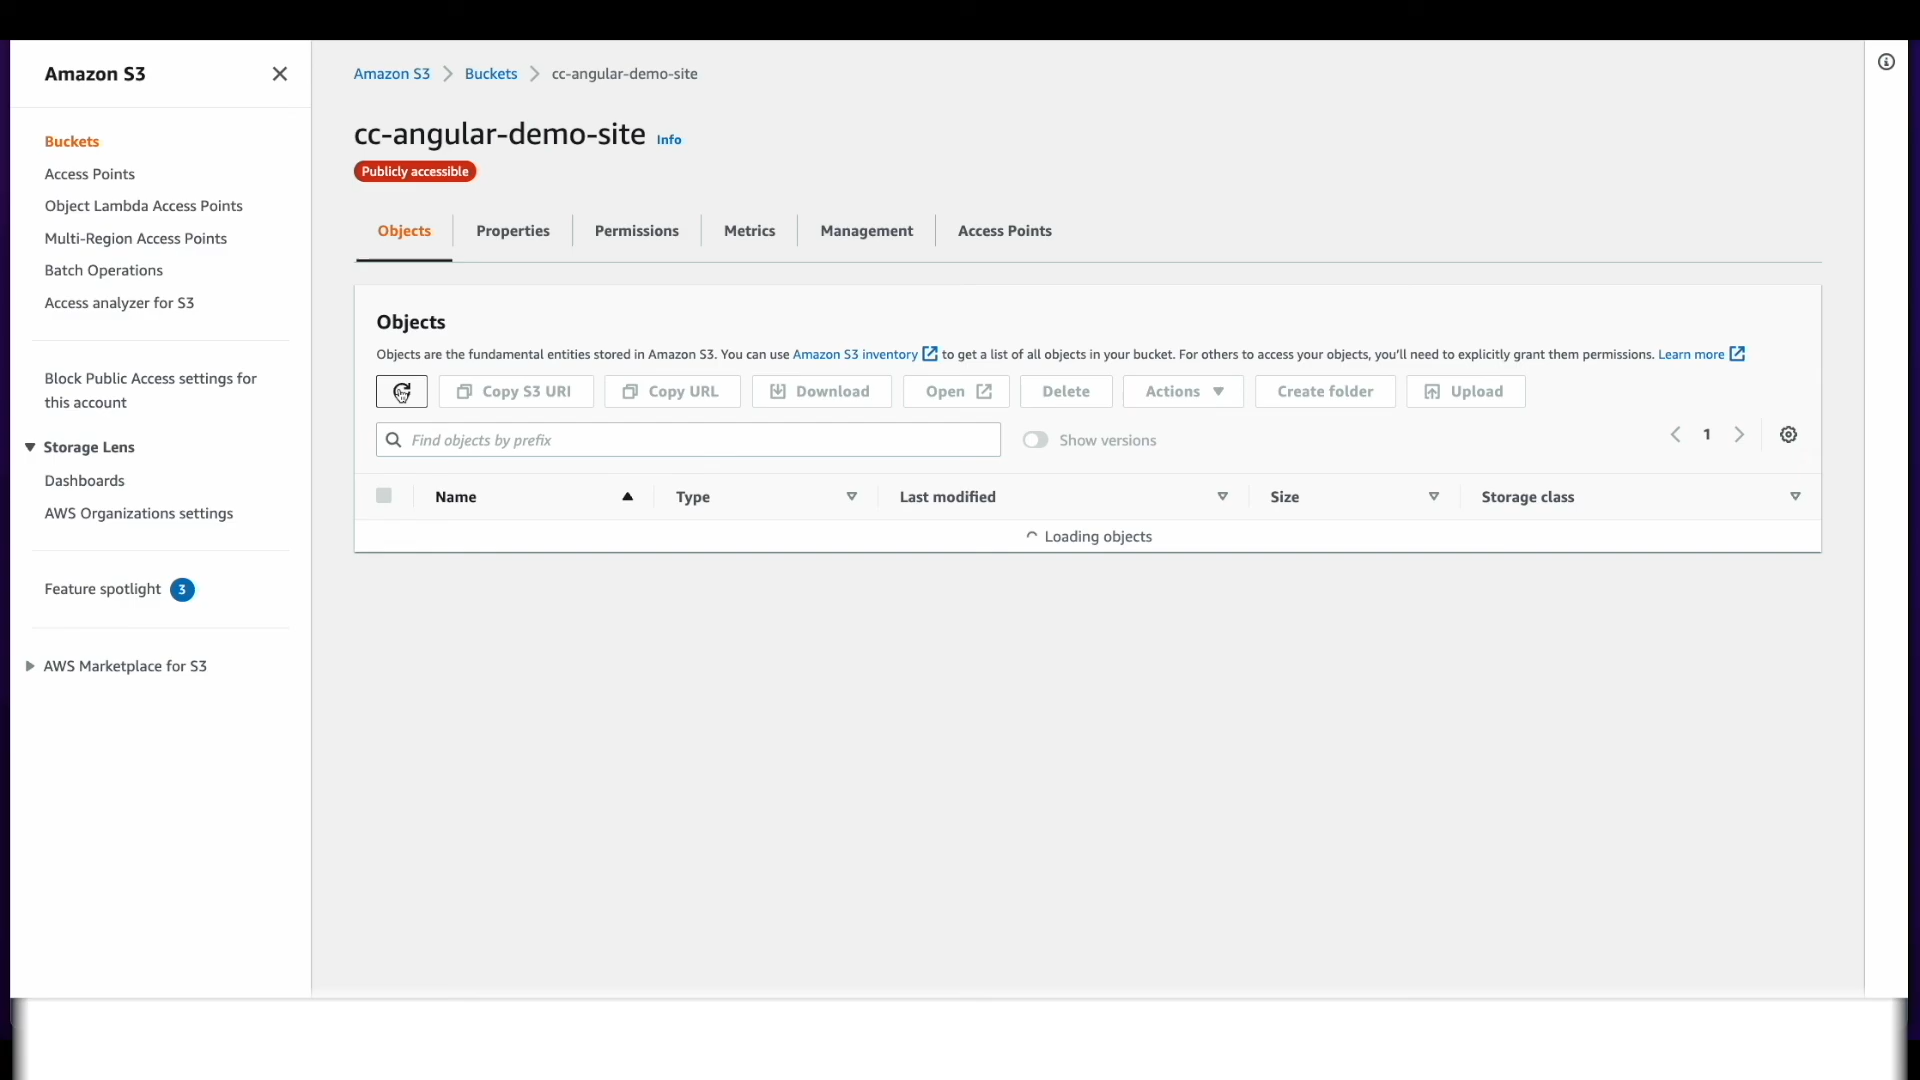 Amazon S3
Buckets
Access Points
Object Lambda Access Points
Multi-Region Access Points
Batch Operations
Access analyzer for S3
Block Public Access settings for
this account
Storage Lens
Dashboards
AWS Organizations settings
Feature spotlight 3
AWS Marketplace for S3
Amazon S3 Buckets cc-angular-demo-site
cc-angular-demo-site Info
Publicly accessible
Objects Properties Permissions Metrics Management Access Points
Objects
Objects are the fundamental entities stored in Amazon S3. You can use Amazon S3 inventory to get a list of all objects in your bucket. For others to access your objects, you'll need to explicitly grant them permissions. Learn more
Copy S3 URI Copy URL Download Open Delete Actions Create folder Upload
Find objects by prefix Show versions 1
Name Type Last modified Size Storage class
Loading objects